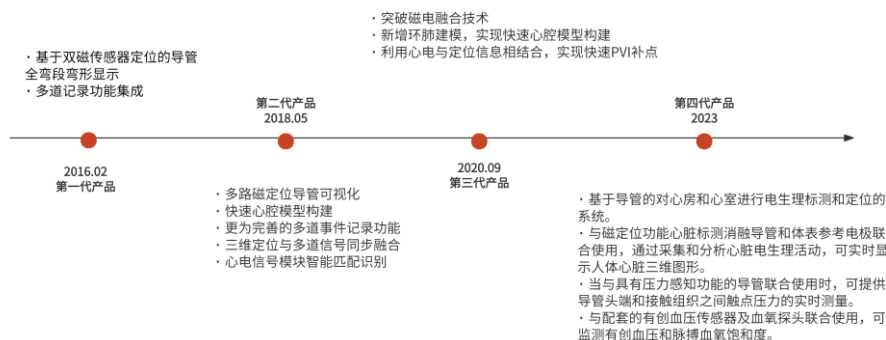 · 突破磁电融合技术
· 新增环肺建模，实现快速心腔模型构建
· 利用心电与定位信息相结合，实现快速PVI补点
· 基于双磁传感器定位的导管
全弯段弯形显示
· 多道记录功能集成
第二代产品
2018.05
第四代产品
2023
2016.02
第一代产品
2020.09
第三代产品
· 多路磁定位导管可视化
· 快速心腔模型构建
· 更为完善的多道事件记录功能
· 三维定位与多道信号同步融合
· 心电信号模块智能匹配识别
· 基于导管的对心房和心室进行电生理标测和定位的
系统。
· 与磁定位功能心脏标测消融导管和体表参考电极联
合使用，通过采集和分析心脏电生理活动，可实时显
示人体心脏三维图形。
· 当与具有压力感知功能的导管联合使用时，可提供
导管头端和接触组织之间触点压力的实时测量。
· 与配套的有创血压传感器及血氧探头联合使用，可
监测有创血压和脉搏血氧饱和度。